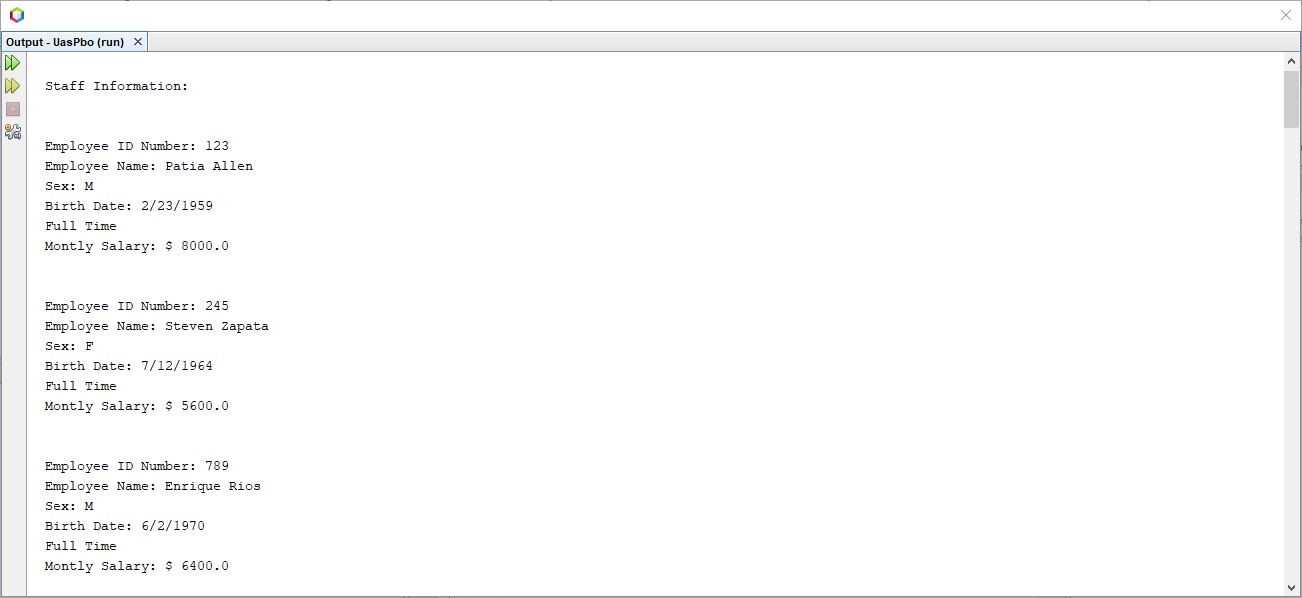 Output - UasPbo (run)
Staff Information:
Employee ID Number: 123
Employee Name: Patia Allen
Sex: M
Birth Date: 2/23/1959
Full Time
Montly Salary: $ 8000.0
Employee ID Number: 245
Employee Name: Steven Zapata
Sex: F
Birth Date: 7/12/1964
Full Time
Montly Salary: $ 5600.0
Employee ID Number: 789
Employee Name: Enrique Rios
Sex: M
Birth Date: 6/2/1970
Full Time
Montly Salary: $ 6400.0